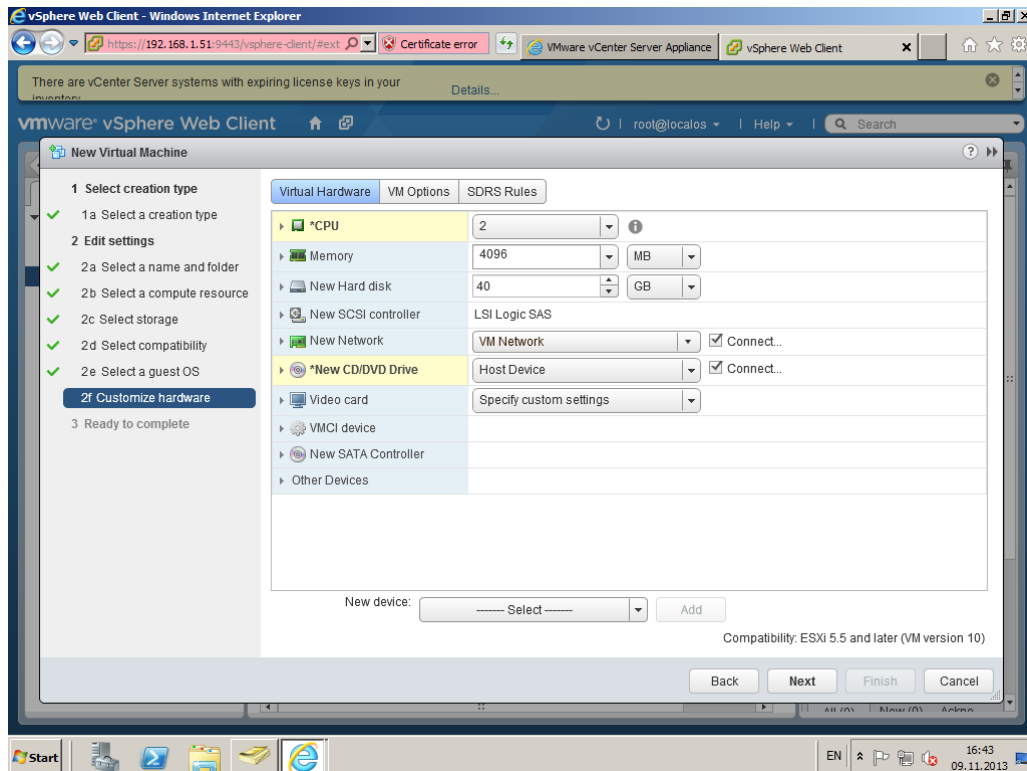 vSphere Web Client - Windows Internet Explorer
https://192.168.1.51:9443/vsphere-client/#ext
Certificate error
VMware vCenter Server Appliance
vSphere Web Client
There are vCenter Server systems with expiring license keys in your
inventory
Details...
vmware® vSphere Web Client
root@localos
Help
Search
New Virtual Machine
1 Select creation type
1a Select a creation type
2 Edit settings
2a Select a name and folder
2b Select a compute resource
2c Select storage
2d Select compatibility
2e Select a guest OS
2f Customize hardware
3 Ready to complete
Virtual Hardware VM Options SDRS Rules
*CPU 2
Memory 4096 MB
New Hard disk 40 GB
New SCSI controller LSI Logic SAS
New Network VM Network Connect...
*New CD/DVD Drive Host Device Connect...
Video card Specify custom settings
VMCI device
New SATA Controller
Other Devices
New device: ------- Select ------- Add
Compatibility: ESXi 5.5 and later (VM version 10)
Back Next Finish Cancel
All (0) New (0) Ackno
Start
EN
16:43
09.11.2013